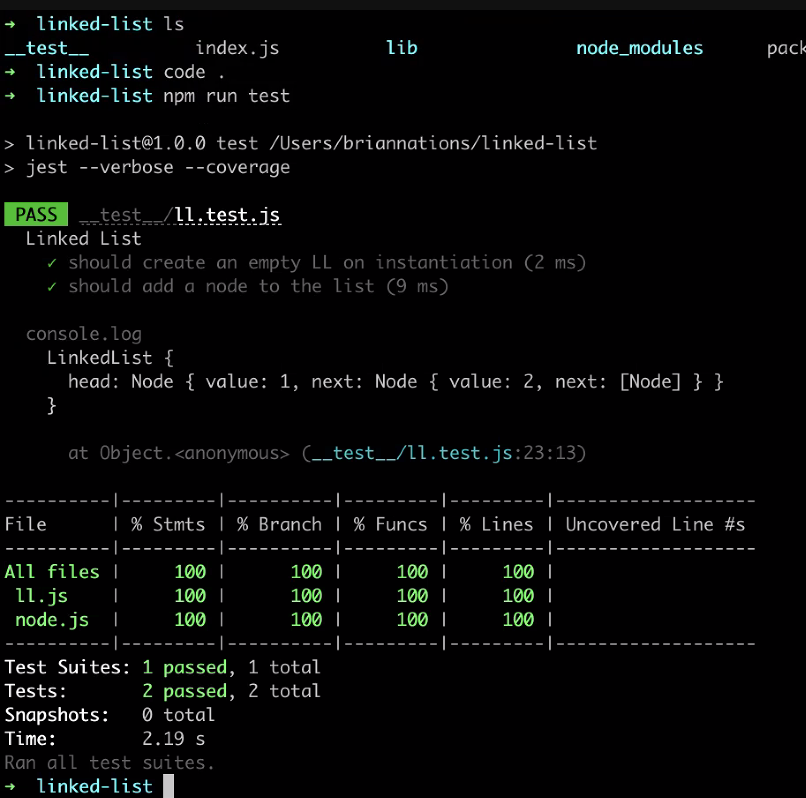 ➜ linked-list ls
__test__ index.js lib node_modules pack
➜ linked-list code .
➜ linked-list npm run test
> linked-list@1.0.0 test /Users/briannations/linked-list
> jest --verbose --coverage
PASS __test__/ll.test.js
Linked List
✓ should create an empty LL on instantiation (2 ms)
✓ should add a node to the list (9 ms)
console.log
LinkedList {
head: Node { value: 1, next: Node { value: 2, next: [Node] } }
}
at Object.<anonymous> (__test__/ll.test.js:23:13)
----------|---------|----------|---------|---------|-------------------
File | % Stmts | % Branch | % Funcs | % Lines | Uncovered Line #s
----------|---------|----------|---------|---------|-------------------
All files | 100 | 100 | 100 | 100 |
ll.js | 100 | 100 | 100 | 100 |
node.js | 100 | 100 | 100 | 100 |
----------|---------|----------|---------|---------|-------------------
Test Suites: 1 passed, 1 total
Tests: 2 passed, 2 total
Snapshots: 0 total
Time: 2.19 s
Ran all test suites.
➜ linked-list